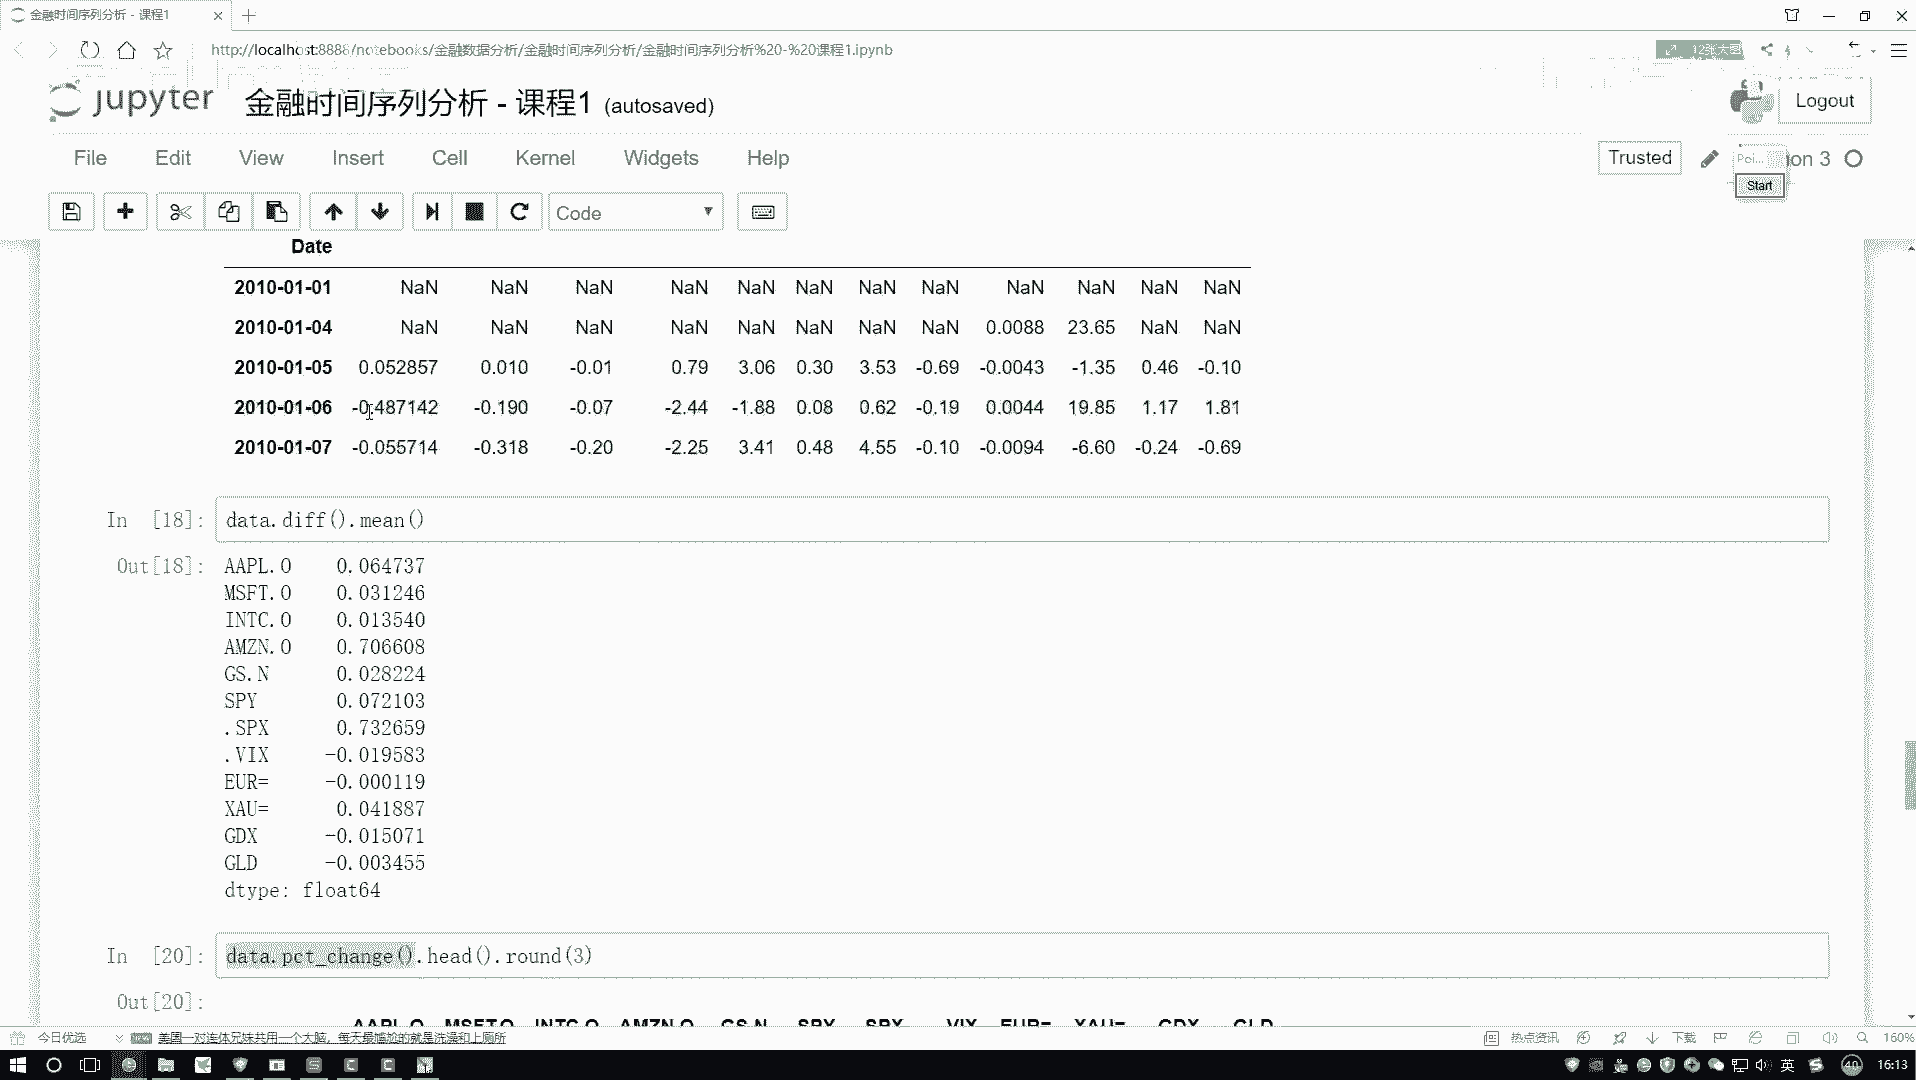 金融时间序列分析 - 课程1
http://localhost:8888/notebooks/金融数据分析/金融时间序列分析/金融时间序列分析%20-%20课程1.ipynb
12张大图
jupyter 金融时间序列分析 - 课程1 (autosaved)
Logout
File Edit View Insert Cell Kernel Widgets Help
Trusted
on 3
Start
Code
Date
2010-01-01 NaN NaN NaN NaN NaN NaN NaN NaN NaN NaN NaN NaN
2010-01-04 NaN NaN NaN NaN NaN NaN NaN NaN 0.0088 23.65 NaN NaN
2010-01-05 0.052857 0.010 -0.01 0.79 3.06 0.30 3.53 -0.69 -0.0043 -1.35 0.46 -0.10
2010-01-06 -0.487142 -0.190 -0.07 -2.44 -1.88 0.08 0.62 -0.19 0.0044 19.85 1.17 1.81
2010-01-07 -0.055714 -0.318 -0.20 -2.25 3.41 0.48 4.55 -0.10 -0.0094 -6.60 -0.24 -0.69
In [18]: data.diff().mean()
Out[18]: AAPL.O 0.064737
MSFT.O 0.031246
INTC.O 0.013540
AMZN.O 0.706608
GS.N 0.028224
SPY 0.072103
.SPX 0.732659
.VIX -0.019583
EUR= -0.000119
XAU= 0.041887
GDX -0.015071
GLD -0.003455
dtype: float64
In [20]: data.pct_change().head().round(3)
Out[20]:
AAPL.O MSFT.O INTC.O AMZN.O GS.N SPY .SPX .VIX EUR= XAU= GDX GLD
今日优选
美国一对连体兄妹共用一个大脑，每天最尴尬的就是洗澡和上厕所
热点资讯
下载
160%
英
40
16:13